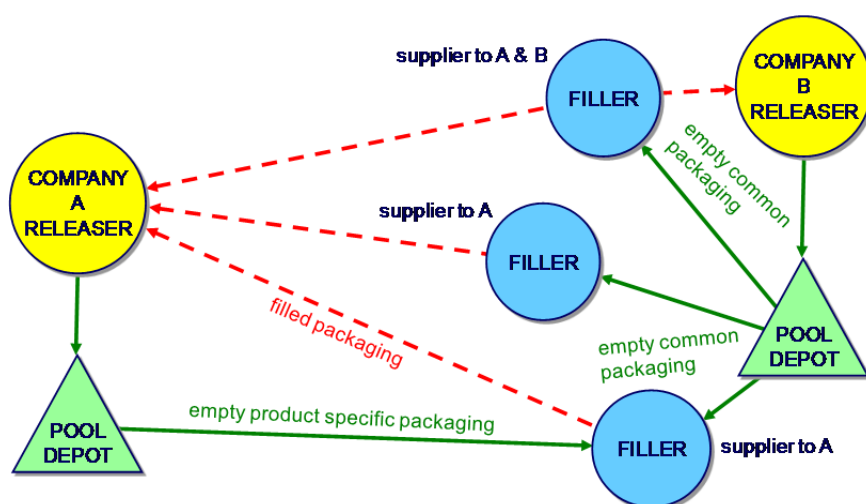 supplier to A & B
FILLER
COMPANY
B
RELEASER
empty common
packaging
COMPANY
A
RELEASER
supplier to A
FILLER
filled packaging
empty common
packaging
POOL
DEPOT
empty product specific packaging
POOL
DEPOT
FILLER
supplier to A